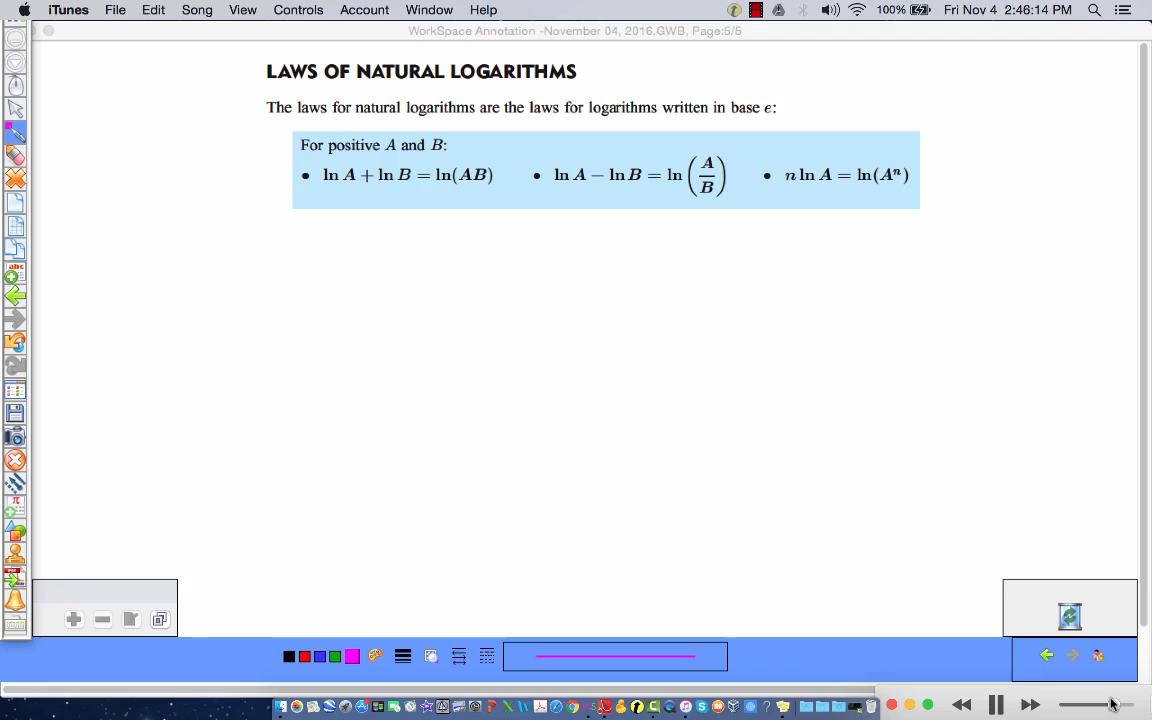 iTunes File Edit Song View Controls Account Window Help 100% Fri Nov 4 2:46:14 PM
WorkSpace Annotation -November 04, 2016.GWB, Page:5/5
LAWS OF NATURAL LOGARITHMS
The laws for natural logarithms are the laws for logarithms written in base e:
For positive A and B:
• ln A + ln B = ln(AB) • ln A − ln B = ln (A/B) • n ln A = ln(Aⁿ)